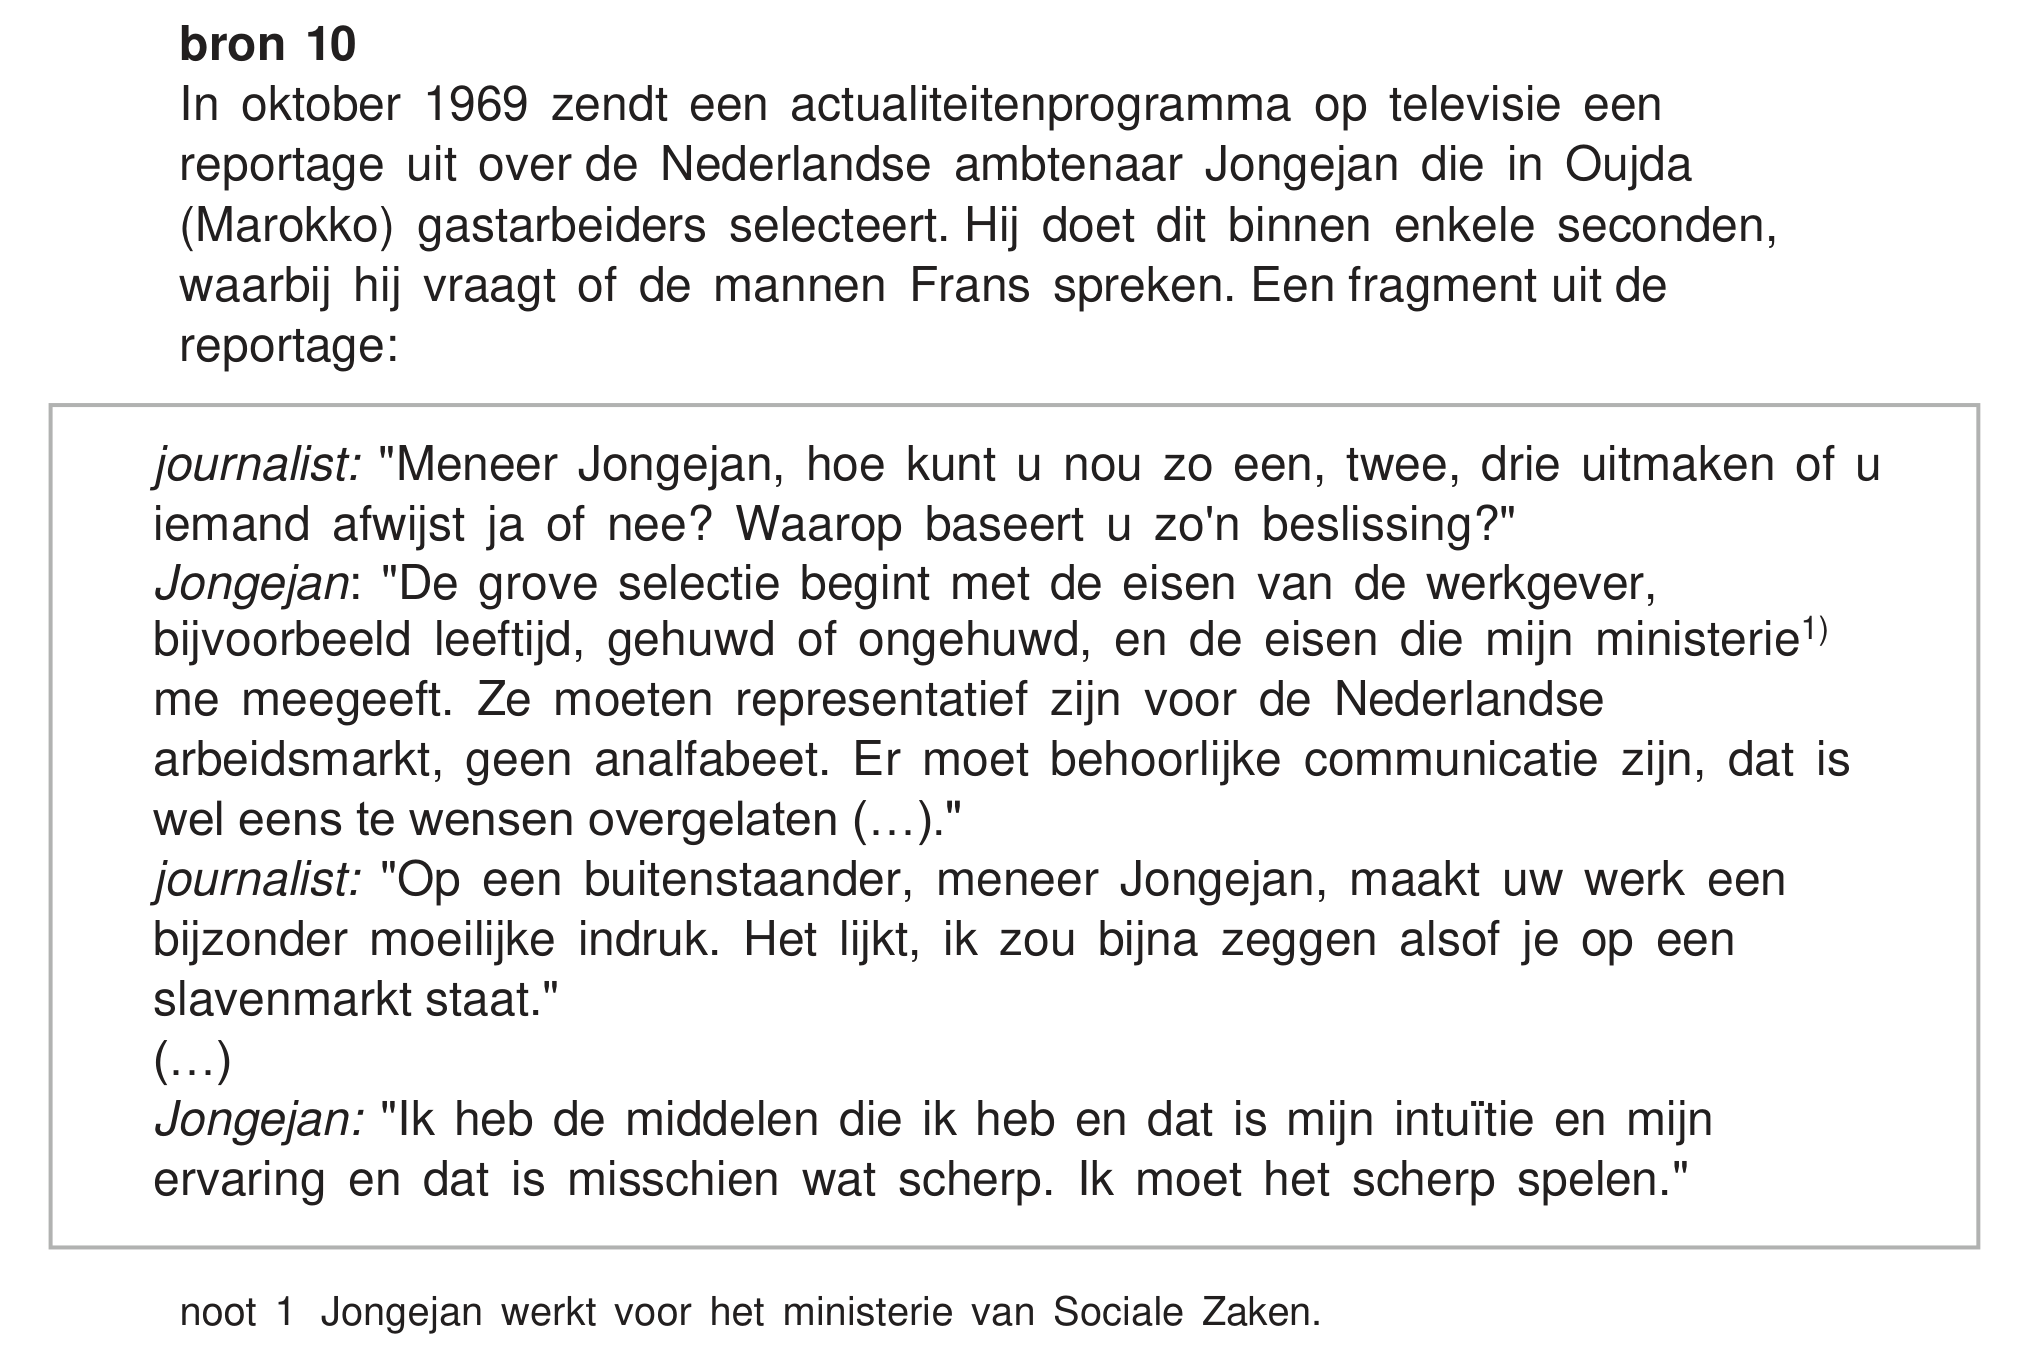 bron 10
In oktober 1969 zendt een actualiteitenprogramma op televisie een
reportage uit over de Nederlandse ambtenaar Jongejan die in Oujda
(Marokko) gastarbeiders selecteert. Hij doet dit binnen enkele seconden,
waarbij hij vraagt of de mannen Frans spreken. Een fragment uit de
reportage:
journalist: "Meneer Jongejan, hoe kunt u nou zo een, twee, drie uitmaken of u
iemand afwijst ja of nee? Waarop baseert u zo'n beslissing?"
Jongejan: "De grove selectie begint met de eisen van de werkgever,
bijvoorbeeld leeftijd, gehuwd of ongehuwd, en de eisen die mijn ministerie1)
me meegeeft. Ze moeten representatief zijn voor de Nederlandse
arbeidsmarkt, geen analfabeet. Er moet behoorlijke communicatie zijn, dat is
wel eens te wensen overgelaten (…)."
journalist: "Op een buitenstaander, meneer Jongejan, maakt uw werk een
bijzonder moeilijke indruk. Het lijkt, ik zou bijna zeggen alsof je op een
slavenmarkt staat."
(…)
Jongejan: "Ik heb de middelen die ik heb en dat is mijn intuïtie en mijn
ervaring en dat is misschien wat scherp. Ik moet het scherp spelen."
noot 1 Jongejan werkt voor het ministerie van Sociale Zaken.